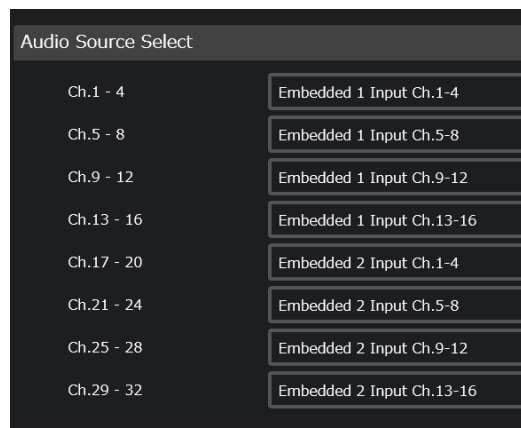 Audio Source Select
Ch.1 - 4 Embedded 1 Input Ch.1-4
Ch.5 - 8 Embedded 1 Input Ch.5-8
Ch.9 - 12 Embedded 1 Input Ch.9-12
Ch.13 - 16 Embedded 1 Input Ch.13-16
Ch.17 - 20 Embedded 2 Input Ch.1-4
Ch.21 - 24 Embedded 2 Input Ch.5-8
Ch.25 - 28 Embedded 2 Input Ch.9-12
Ch.29 - 32 Embedded 2 Input Ch.13-16